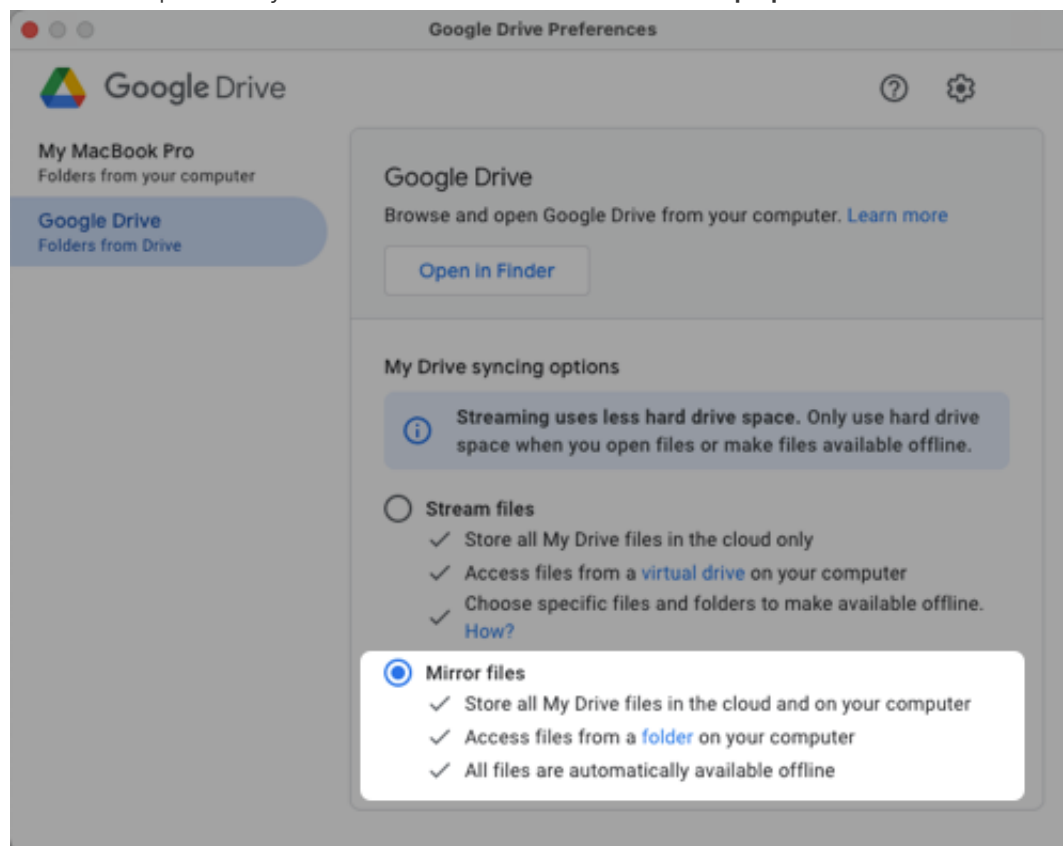 Google Drive Preferences
Google Drive
My MacBook Pro
Folders from your computer
Google Drive
Folders from Drive
Google Drive
Browse and open Google Drive from your computer. Learn more
Open in Finder
My Drive syncing options
Streaming uses less hard drive space. Only use hard drive
space when you open files or make files available offline.
Stream files
Store all My Drive files in the cloud only
Access files from a virtual drive on your computer
Choose specific files and folders to make available offline.
How?
Mirror files
Store all My Drive files in the cloud and on your computer
Access files from a folder on your computer
All files are automatically available offline